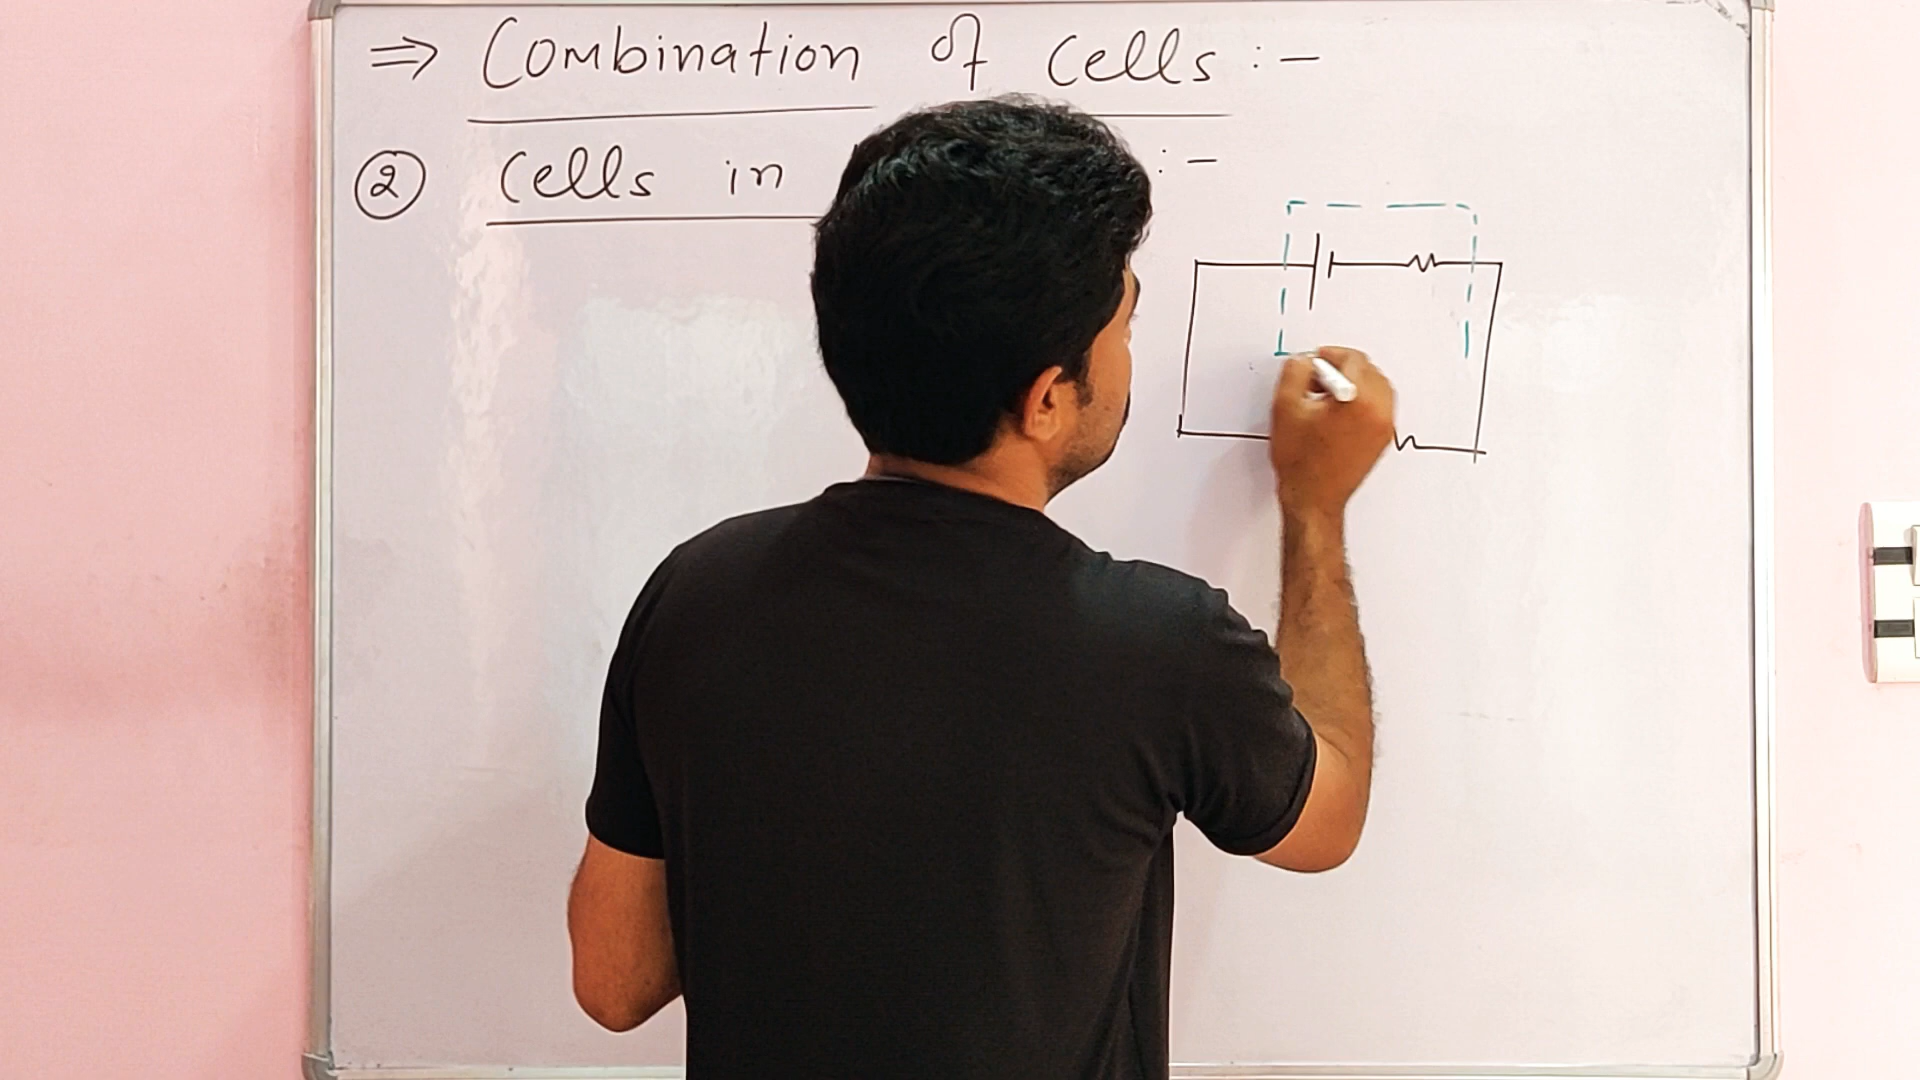 ⇒ Combination of cells :-
② cells in :-